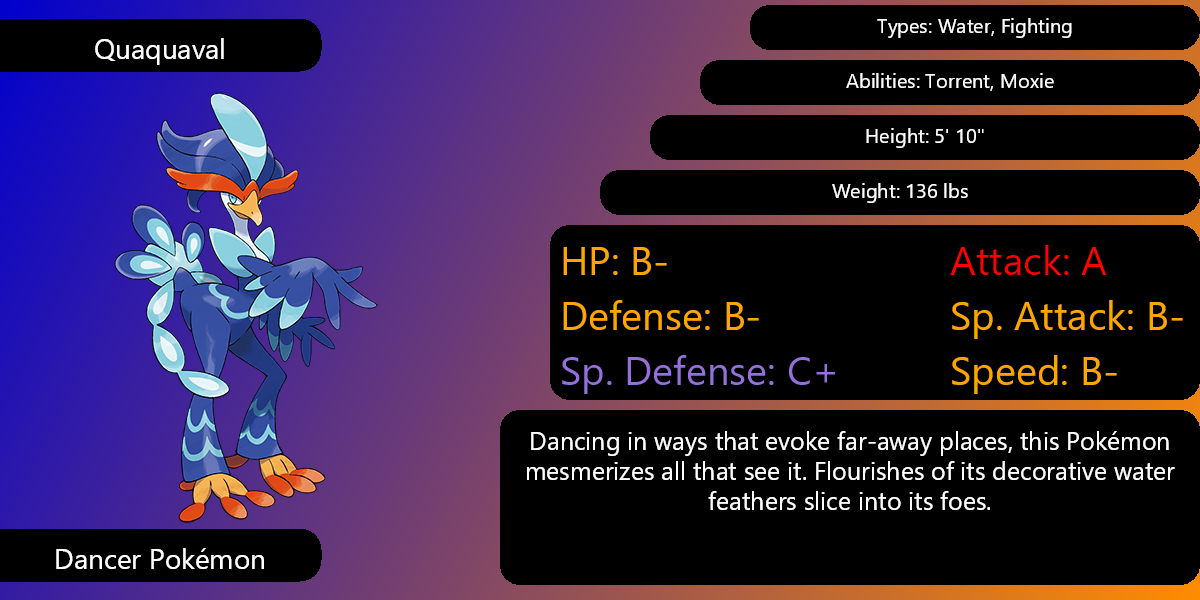 Quaquaval
Types: Water, Fighting
Abilities: Torrent, Moxie
Height: 5' 10"
Weight: 136 lbs
HP: B-
Attack: A
Defense: B-
Sp. Attack: B-
Sp. Defense: C+
Speed: B-
Dancing in ways that evoke far-away places, this Pokémon
mesmerizes all that see it. Flourishes of its decorative water
feathers slice into its foes.
Dancer Pokémon